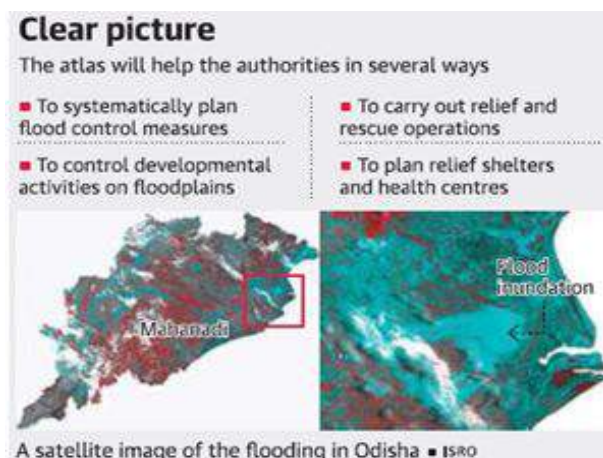 Clear picture
The atlas will help the authorities in several ways
■ To systematically plan
flood control measures
■ To carry out relief and
rescue operations
■ To control developmental
activities on floodplains
■ To plan relief shelters
and health centres
Mahanadi
Flood
inundation
A satellite image of the flooding in Odisha ■ ISRO